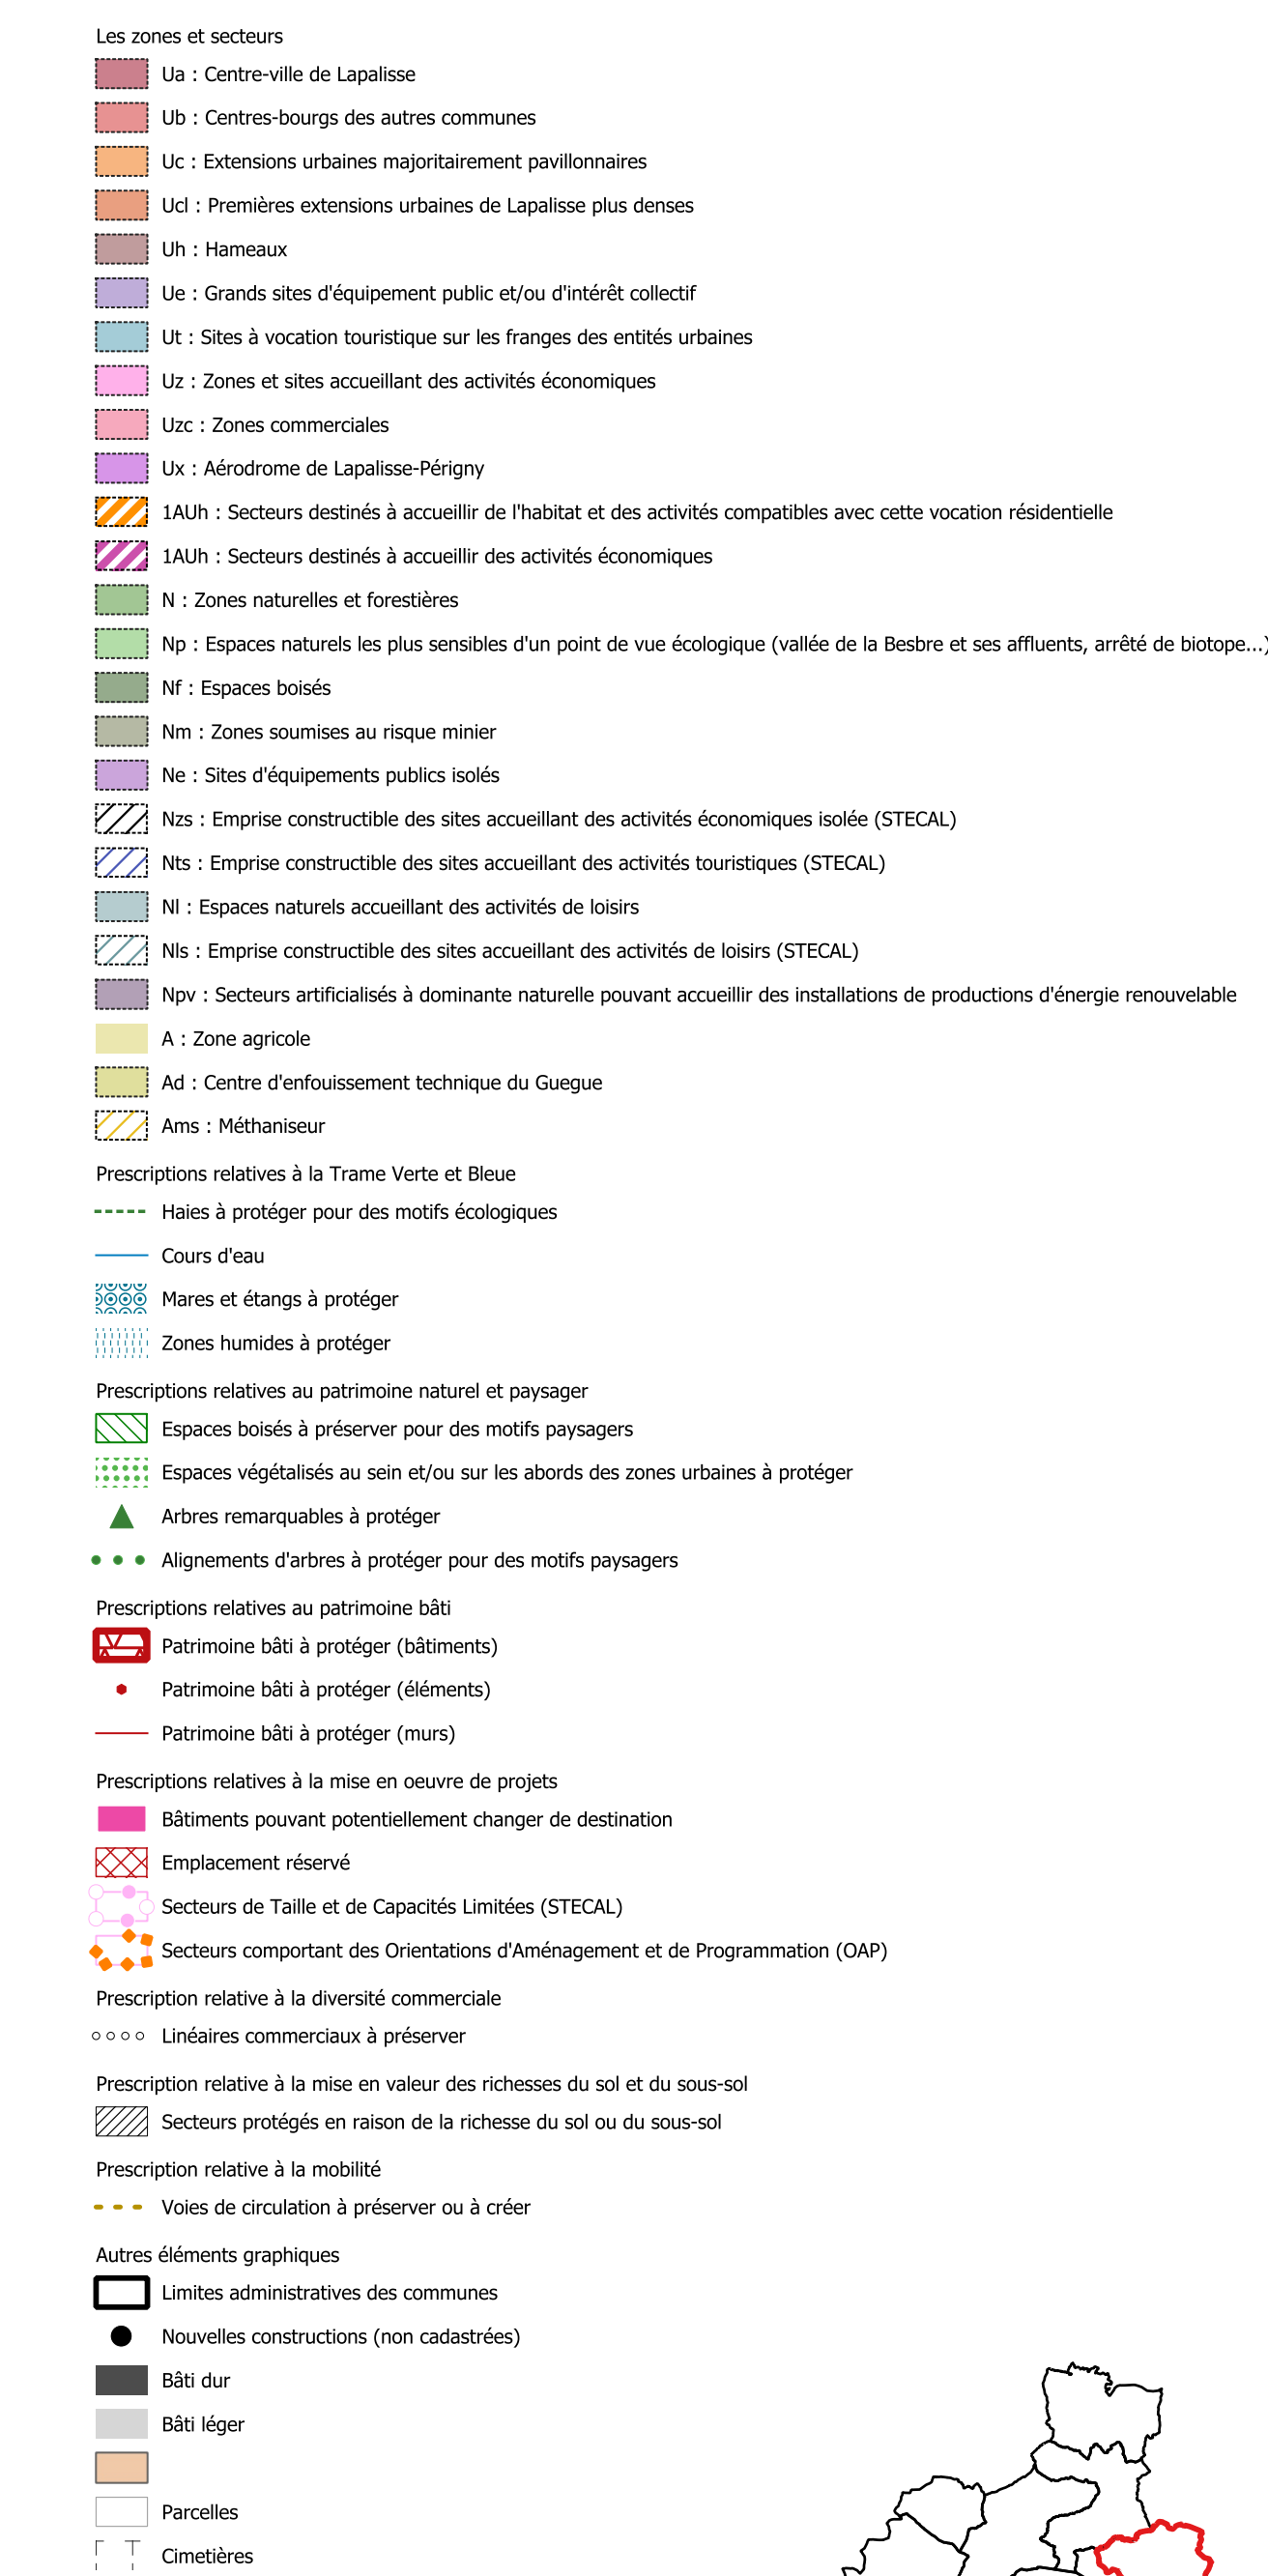 Les zones et secteurs
Ua : Centre-ville de Lapalisse
Ub : Centres-bourgs des autres communes
Uc : Extensions urbaines majoritairement pavillonnaires
Ucl : Premières extensions urbaines de Lapalisse plus denses
Uh : Hameaux
Ue : Grands sites d'équipement public et/ou d'intérêt collectif
Ut : Sites à vocation touristique sur les franges des entités urbaines
Uz : Zones et sites accueillant des activités économiques
Uzc : Zones commerciales
Ux : Aérodrome de Lapalisse-Périgny
1AUh : Secteurs destinés à accueillir de l'habitat et des activités compatibles avec cette vocation résidentielle
1AUh : Secteurs destinés à accueillir des activités économiques
N : Zones naturelles et forestières
Np : Espaces naturels les plus sensibles d'un point de vue écologique (vallée de la Besbre et ses affluents, arrêté de biotope...)
Nf : Espaces boisés
Nm : Zones soumises au risque minier
Ne : Sites d'équipements publics isolés
Nzs : Emprise constructible des sites accueillant des activités économiques isolée (STECAL)
Nts : Emprise constructible des sites accueillant des activités touristiques (STECAL)
Nl : Espaces naturels accueillant des activités de loisirs
Nls : Emprise constructible des sites accueillant des activités de loisirs (STECAL)
Npv : Secteurs artificialisés à dominante naturelle pouvant accueillir des installations de productions d'énergie renouvelable
A : Zone agricole
Ad : Centre d'enfouissement technique du Guegue
Ams : Méthaniseur
Prescriptions relatives à la Trame Verte et Bleue
Haies à protéger pour des motifs écologiques
Cours d'eau
Mares et étangs à protéger
Zones humides à protéger
Prescriptions relatives au patrimoine naturel et paysager
Espaces boisés à préserver pour des motifs paysagers
Espaces végétalisés au sein et/ou sur les abords des zones urbaines à protéger
Arbres remarquables à protéger
Alignements d'arbres à protéger pour des motifs paysagers
Prescriptions relatives au patrimoine bâti
Patrimoine bâti à protéger (bâtiments)
Patrimoine bâti à protéger (éléments)
Patrimoine bâti à protéger (murs)
Prescriptions relatives à la mise en oeuvre de projets
Bâtiments pouvant potentiellement changer de destination
Emplacement réservé
Secteurs de Taille et de Capacités Limitées (STECAL)
Secteurs comportant des Orientations d'Aménagement et de Programmation (OAP)
Prescription relative à la diversité commerciale
Linéaires commerciaux à préserver
Prescription relative à la mise en valeur des richesses du sol et du sous-sol
Secteurs protégés en raison de la richesse du sol ou du sous-sol
Prescription relative à la mobilité
Voies de circulation à préserver ou à créer
Autres éléments graphiques
Limites administratives des communes
Nouvelles constructions (non cadastrées)
Bâti dur
Bâti léger
Parcelles
Cimetières